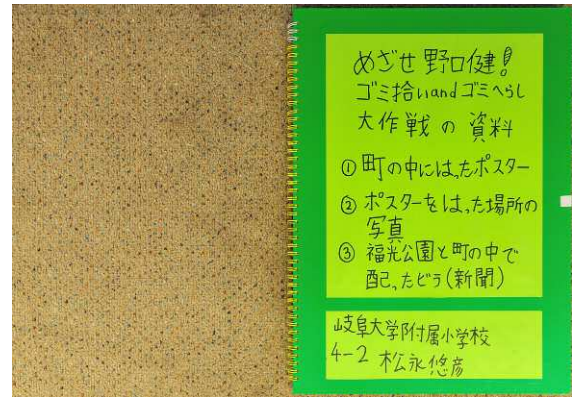 めざせ野口健!
ゴミ拾いandゴミへらし
大作戦の資料
①町の中にはったポスター
②ポスターをはった場所の
写真
③福光公園と町の中で
配ったビラ(新聞)
岐阜大学附属小学校
4-2 松永悠彦